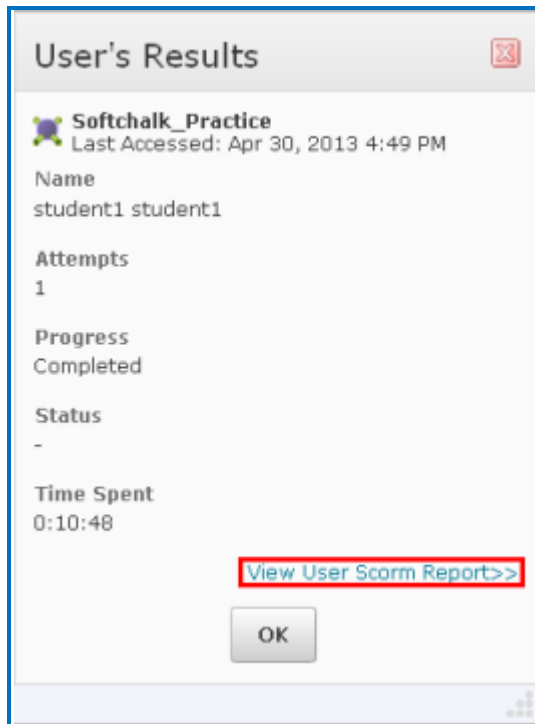 User's Results
Softchalk_Practice
Last Accessed: Apr 30, 2013 4:49 PM
Name
student1 student1
Attempts
1
Progress
Completed
Status
-
Time Spent
0:10:48
View User Scorm Report>>
OK